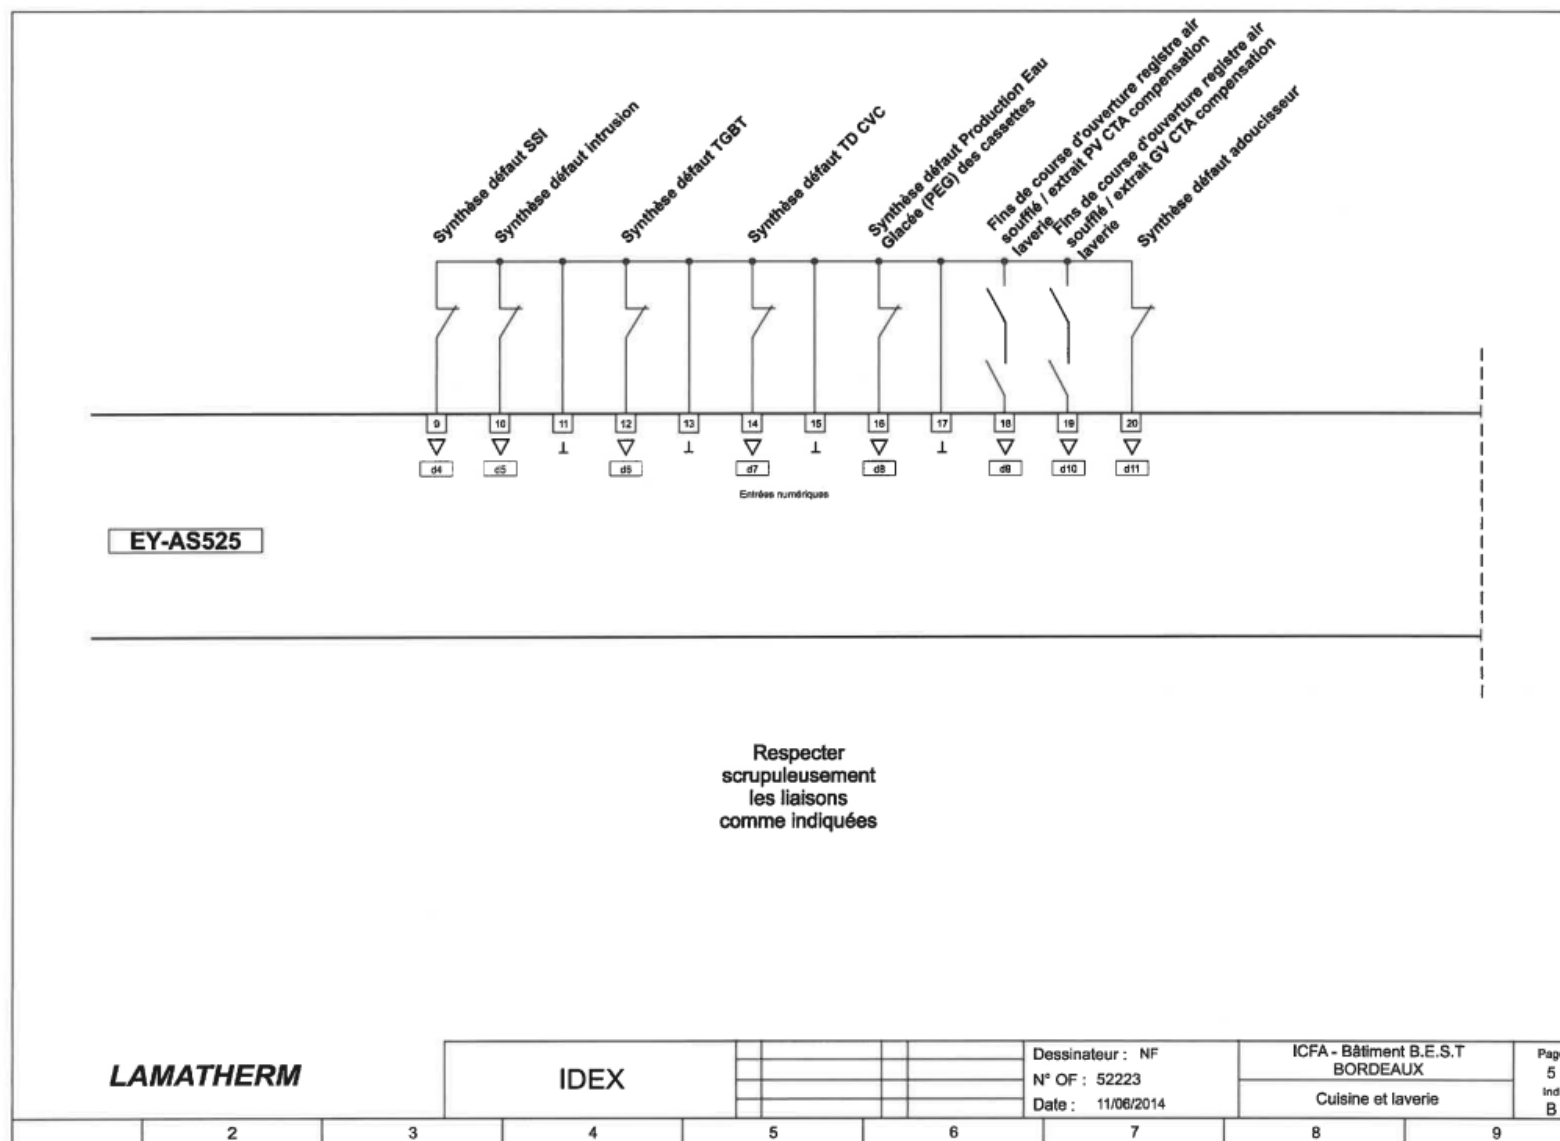 Synthèse défaut SSI
Synthèse défaut intrusion
Synthèse défaut TGBT
Synthèse défaut TD CVC
Synthèse défaut Production Eau
Glacée (PEG) des cassettes
Fins de course d'ouverture registre air
soufflé / extrait PV CTA compensation
laverie
Fins de course d'ouverture registre air
soufflé / extrait GV CTA compensation
laverie
Synthèse défaut adoucisseur
9 10 11 12 13 14 15 16 17 18 19 20
d4 d5 d6 d7 d8 d9 d10 d11
Entrées numériques
EY-AS525
Respecter
scrupuleusement
les liaisons
comme indiquées
LAMATHERM
IDEX
Dessinateur : NF
N° OF : 52223
Date : 11/06/2014
ICFA - Bâtiment B.E.S.T
BORDEAUX
Cuisine et laverie
Page
5
Ind
B
2 3 4 5 6 7 8 9